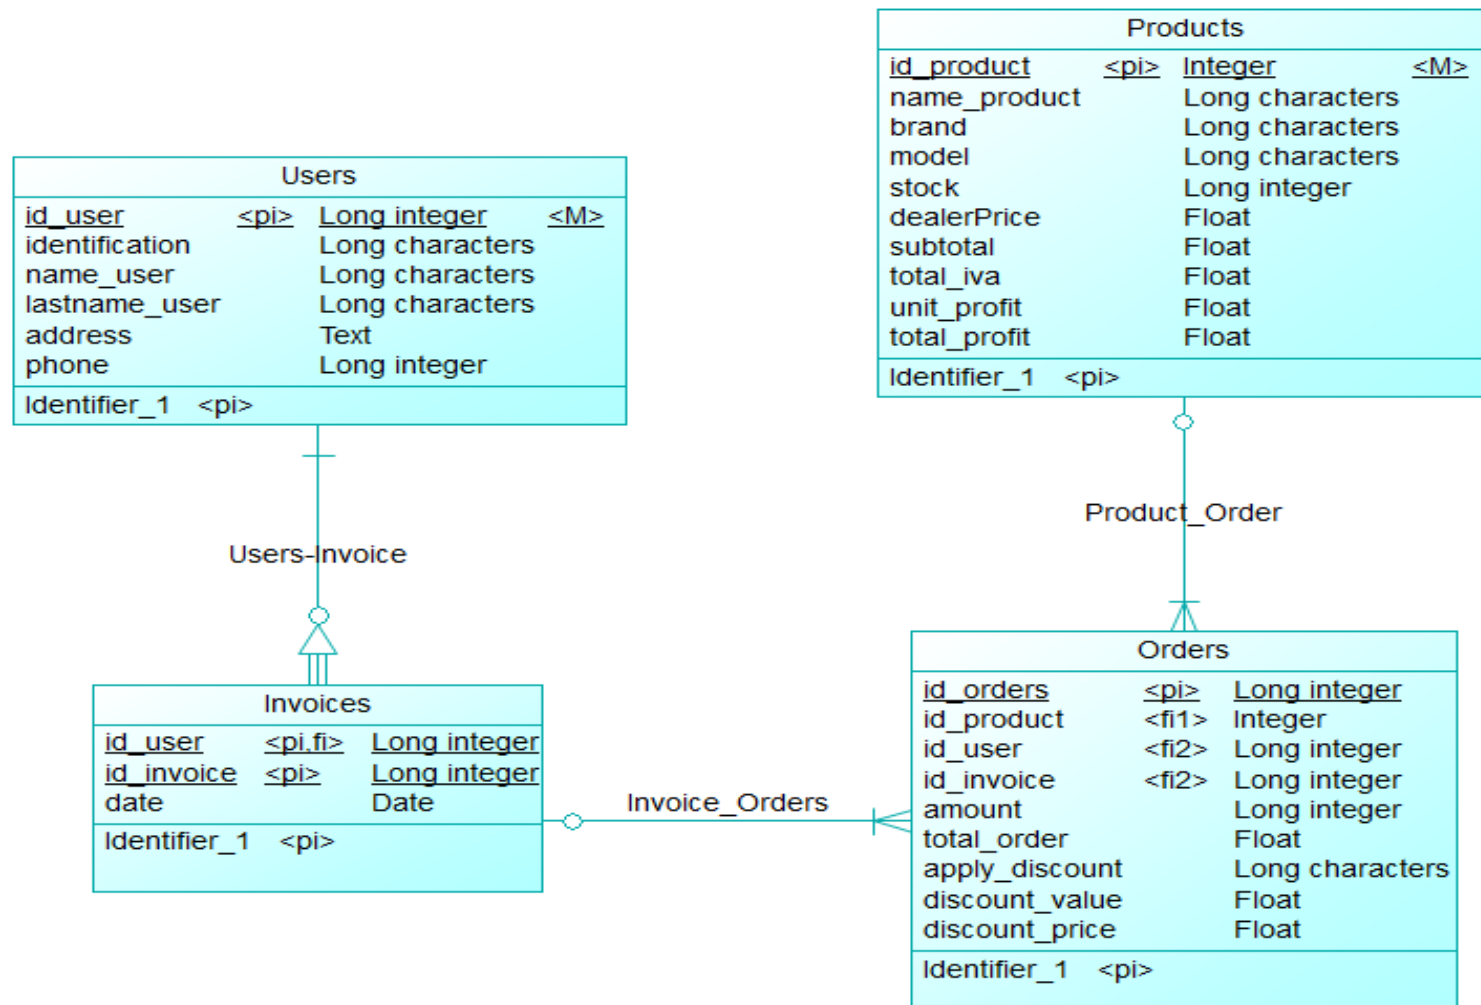 Products
id_product <pi> Integer <M>
name_product Long characters
brand Long characters
model Long characters
stock Long integer
dealerPrice Float
subtotal Float
total_iva Float
unit_profit Float
total_profit Float
Identifier_1 <pi>
Users
id_user <pi> Long integer <M>
identification Long characters
name_user Long characters
lastname_user Long characters
address Text
phone Long integer
Identifier_1 <pi>
Product_Order
Users-Invoice
Invoices
id_user <pi,fi> Long integer
id_invoice <pi> Long integer
date Date
Identifier_1 <pi>
Invoice_Orders
Orders
id_orders <pi> Long integer
id_product <fi1> Integer
id_user <fi2> Long integer
id_invoice <fi2> Long integer
amount Long integer
total_order Float
apply_discount Long characters
discount_value Float
discount_price Float
Identifier_1 <pi>